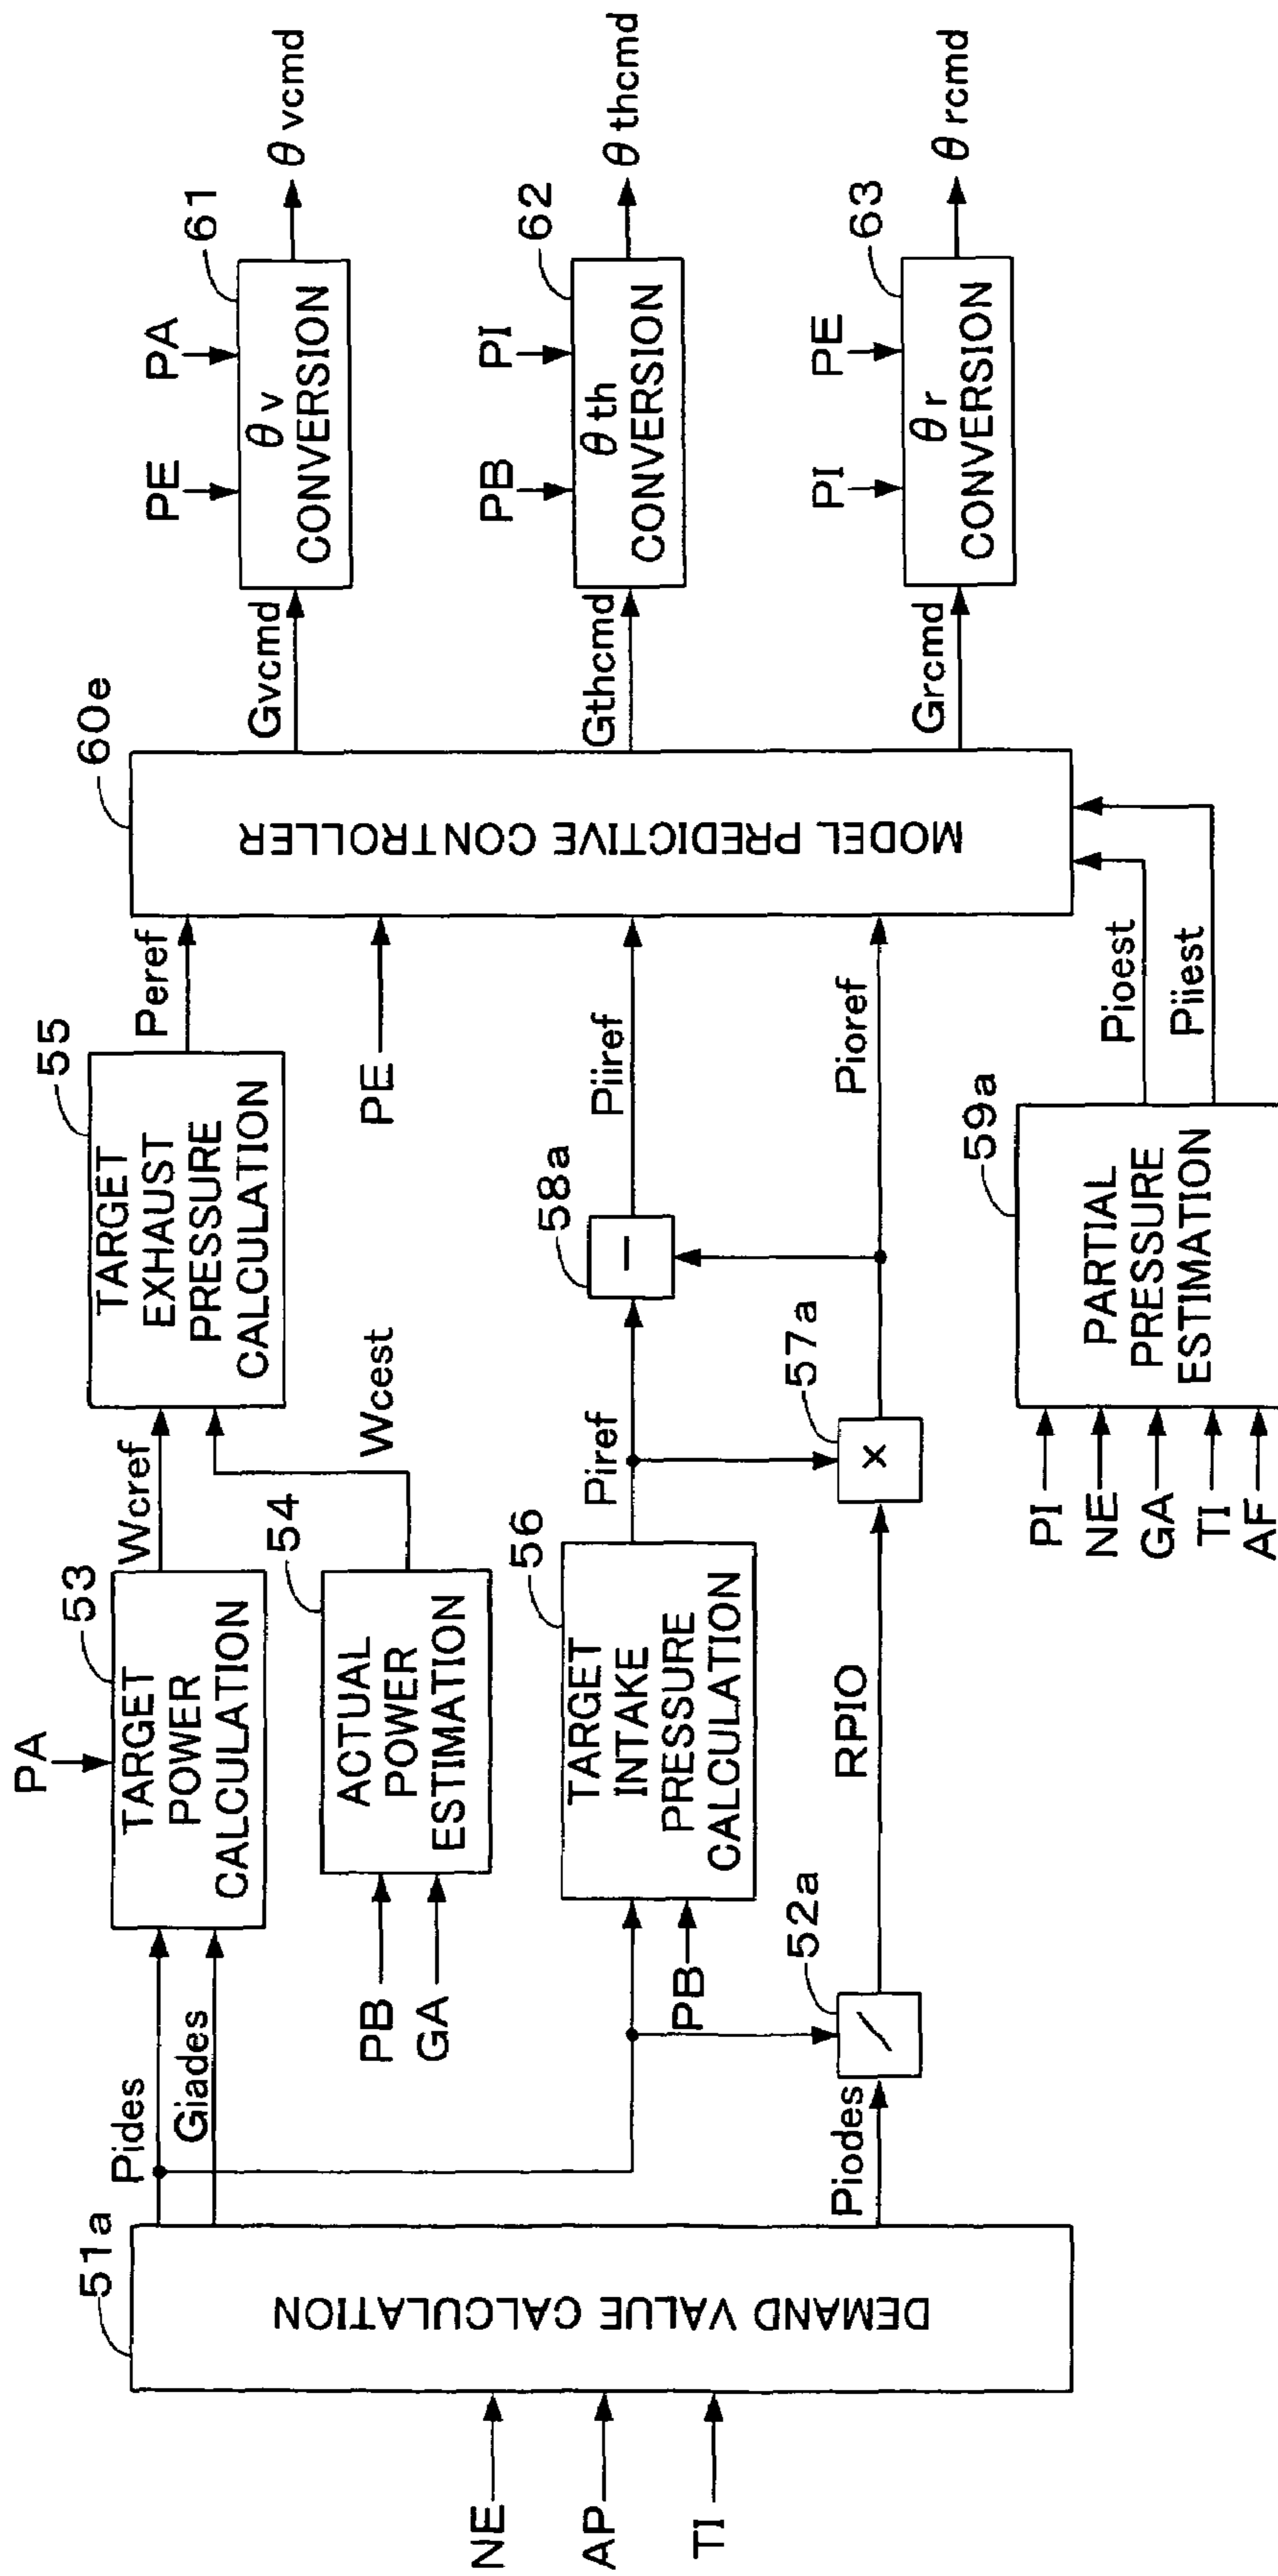 NE
AP
TI
51a
DEMAND VALUE CALCULATION
Pides
Giades
Piodes
PA
53
TARGET
POWER
CALCULATION
Wcref
PB
GA
54
ACTUAL
POWER
ESTIMATION
Wcest
55
TARGET
EXHAUST
PRESSURE
CALCULATION
Peref
PB
56
TARGET
INTAKE
PRESSURE
CALCULATION
Piref
52a
/
RPIO
57a
×
58a
−
PE
Piiref
Pioref
PI
NE
GA
TI
AF
59a
PARTIAL
PRESSURE
ESTIMATION
Pioest
Piiest
60e
MODEL PREDICTIVE CONTROLLER
Gvcmd
Gthcmd
Grcmd
PE
PA
61
θv
CONVERSION
θvcmd
PB
PI
62
θth
CONVERSION
θthcmd
PI
PE
63
θr
CONVERSION
θrcmd